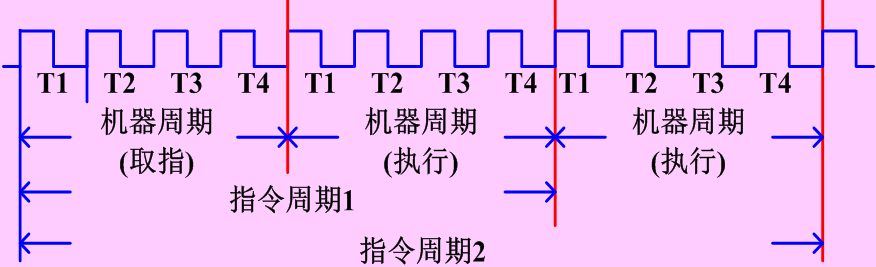 T1 T2 T3 T4 T1 T2 T3 T4 T1 T2 T3 T4
机器周期 机器周期 机器周期
(取指) (执行) (执行)
指令周期1
指令周期2